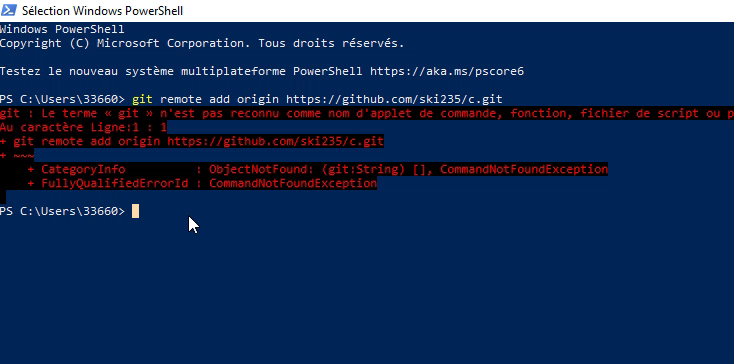 Sélection Windows PowerShell
Windows PowerShell
Copyright (C) Microsoft Corporation. Tous droits réservés.
Testez le nouveau système multiplateforme PowerShell https://aka.ms/pscore6
PS C:\Users\33660> git remote add origin https://github.com/ski235/c.git
git : Le terme « git » n'est pas reconnu comme nom d'applet de commande, fonction, fichier de script ou p
Au caractère Ligne:1 : 1
+ git remote add origin https://github.com/ski235/c.git
+ ~~~
+ CategoryInfo : ObjectNotFound: (git:String) [], CommandNotFoundException
+ FullyQualifiedErrorId : CommandNotFoundException
PS C:\Users\33660>